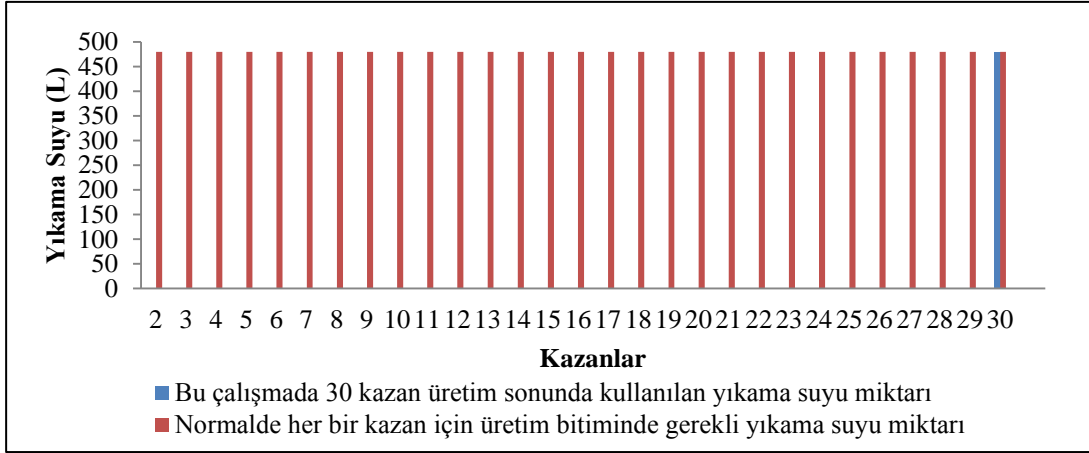 500
450
400
350
300
250
200
150
100
50
0
Yıkama Suyu (L)
2 3 4 5 6 7 8 9 10 11 12 13 14 15 16 17 18 19 20 21 22 23 24 25 26 27 28 29 30
Kazanlar
Bu çalışmada 30 kazan üretim sonunda kullanılan yıkama suyu miktarı
Normalde her bir kazan için üretim bitiminde gerekli yıkama suyu miktarı